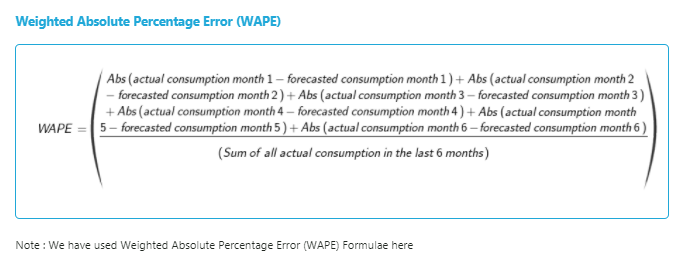 Weighted Absolute Percentage Error (WAPE)
Abs (actual consumption month 1 – forecasted consumption month 1 ) + Abs (actual consumption month 2
– forecasted consumption month 2 ) + Abs (actual consumption month 3 – forecasted consumption month 3 )
+ Abs (actual consumption month 4 – forecasted consumption month 4 ) + Abs (actual consumption month
WAPE = 5 – forecasted consumption month 5 ) + Abs (actual consumption month 6 – forecasted consumption month 6 )
(Sum of all actual consumption in the last 6 months )
Note : We have used Weighted Absolute Percentage Error (WAPE) Formulae here